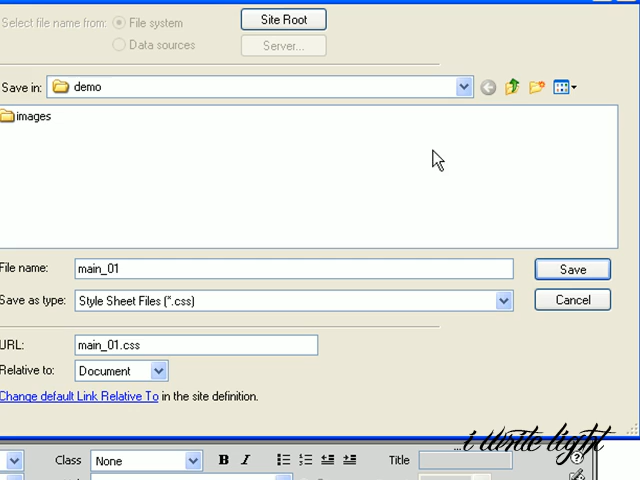 Select file name from: File system Site Root
Data sources Server...
Save in: demo
images
File name: main_01 Save
Save as type: Style Sheet Files (*.css) Cancel
URL: main_01.css
Relative to: Document
Change default Link Relative To in the site definition.
i write light
Class None B I Title